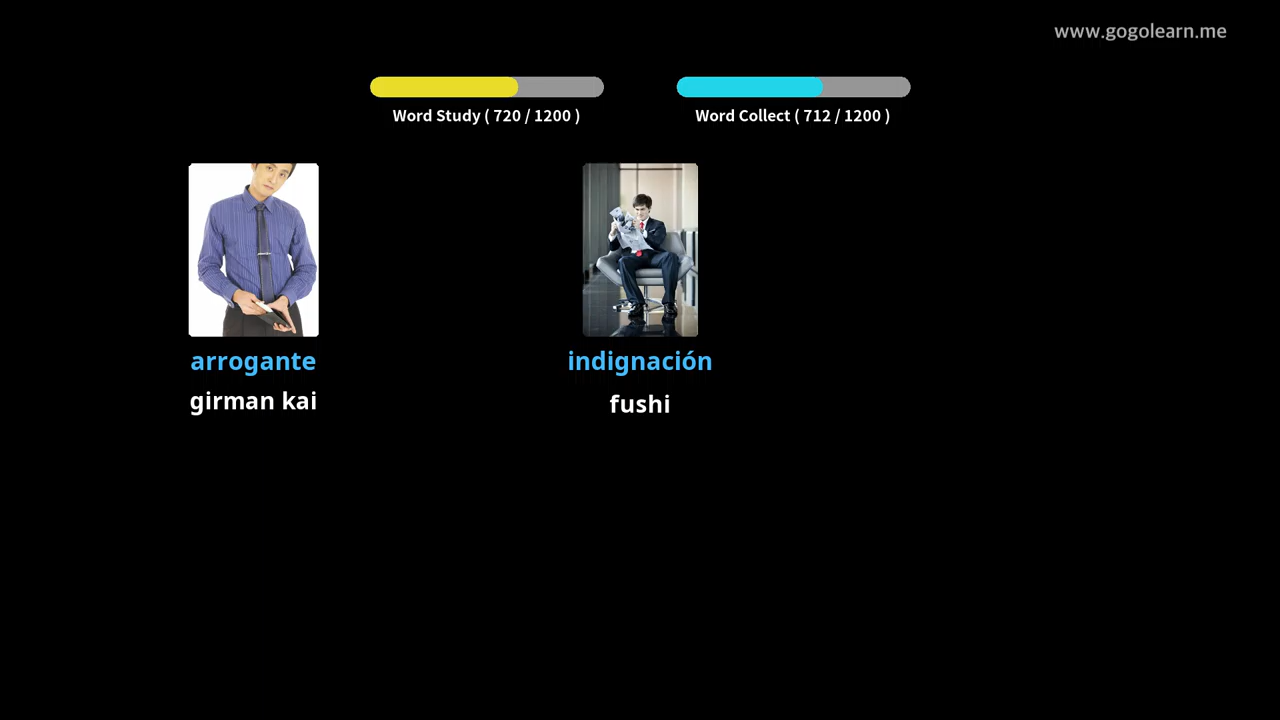 www.gogolearn.me
Word Study ( 720 / 1200 )
Word Collect ( 712 / 1200 )
arrogante
girman kai
indignación
fushi